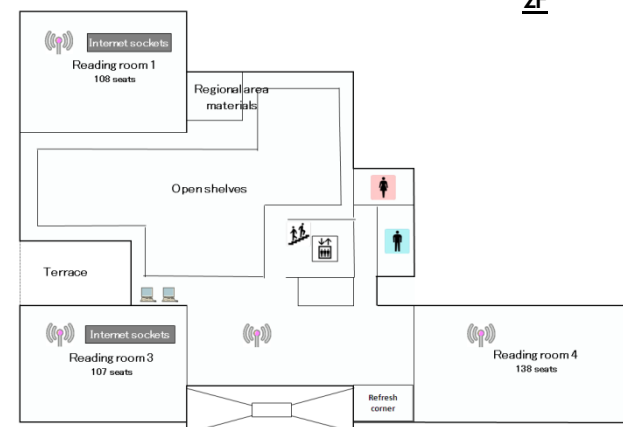 2F
Internet sockets
Reading room 1
108 seats
Regional area
materials
Open shelves
Terrace
Internet sockets
Reading room 3
107 seats
Reading room 4
138 seats
Refresh
corner